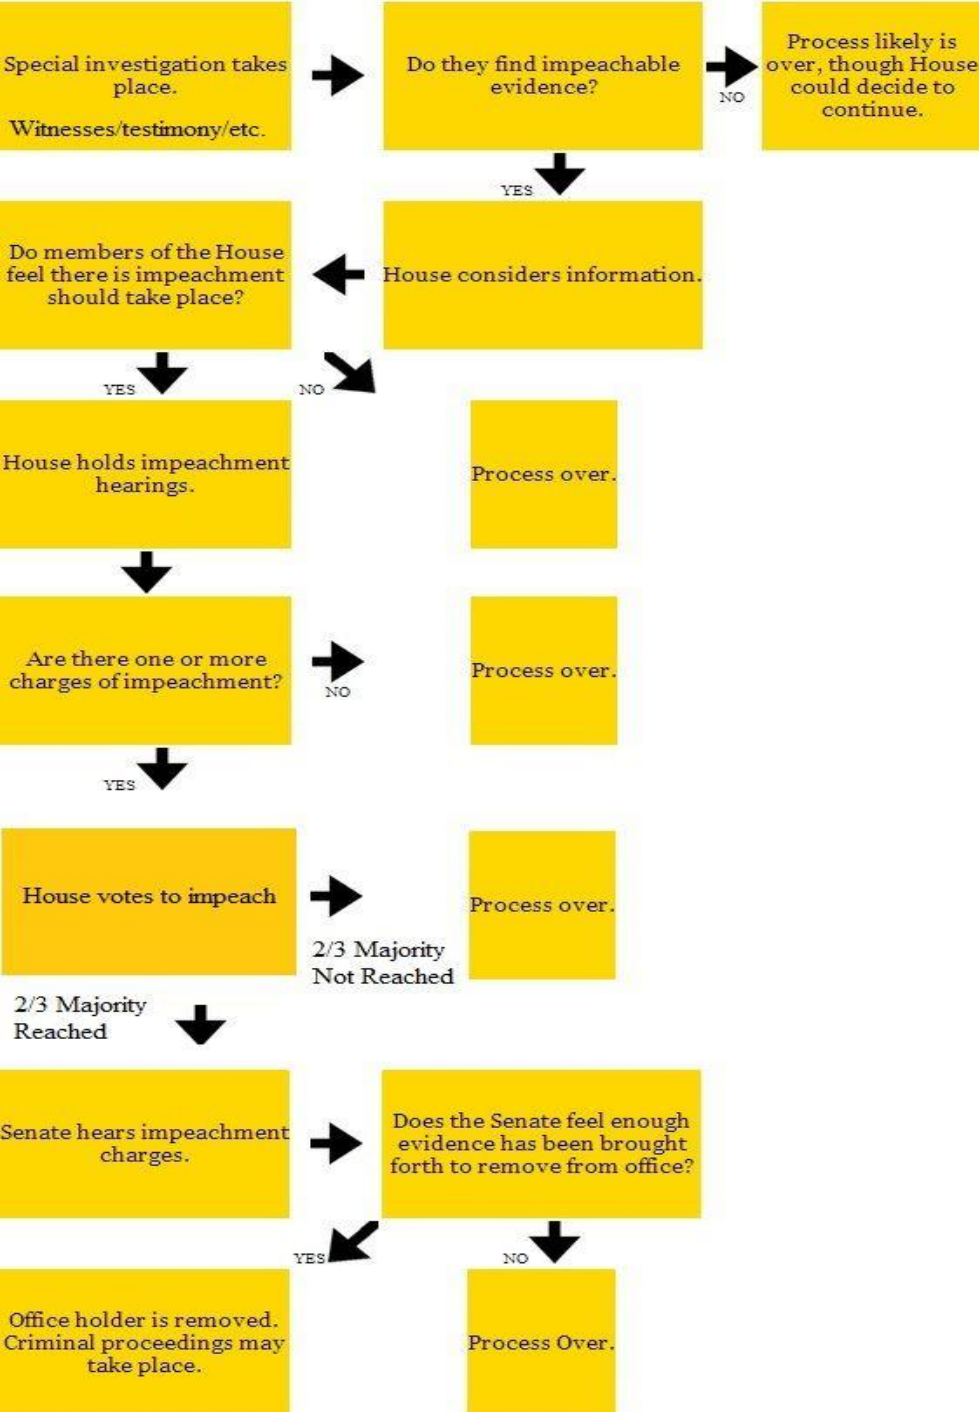 Special investigation takes
place.
Witnesses/testimony/etc.
Do they find impeachable
evidence?
NO
Process likely is
over, though House
could decide to
continue.
YES
House considers information.
Do members of the House
feel there is impeachment
should take place?
YES
NO
House holds impeachment
hearings.
Process over.
Are there one or more
charges of impeachment?
NO
Process over.
YES
House votes to impeach
2/3 Majority
Not Reached
Process over.
2/3 Majority
Reached
Senate hears impeachment
charges.
Does the Senate feel enough
evidence has been brought
forth to remove from office?
YES
NO
Office holder is removed.
Criminal proceedings may
take place.
Process Over.